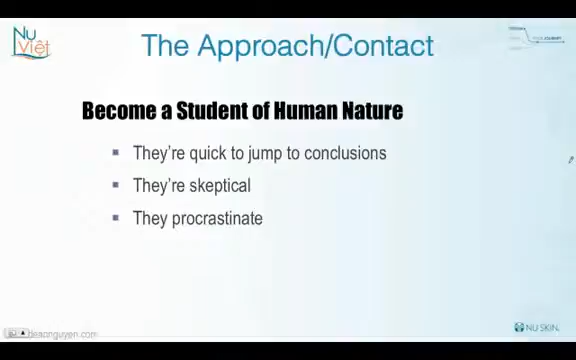 Nu
Việt
The Approach/Contact
Become a Student of Human Nature
They're quick to jump to conclusions
They're skeptical
They procrastinate
NU SKIN